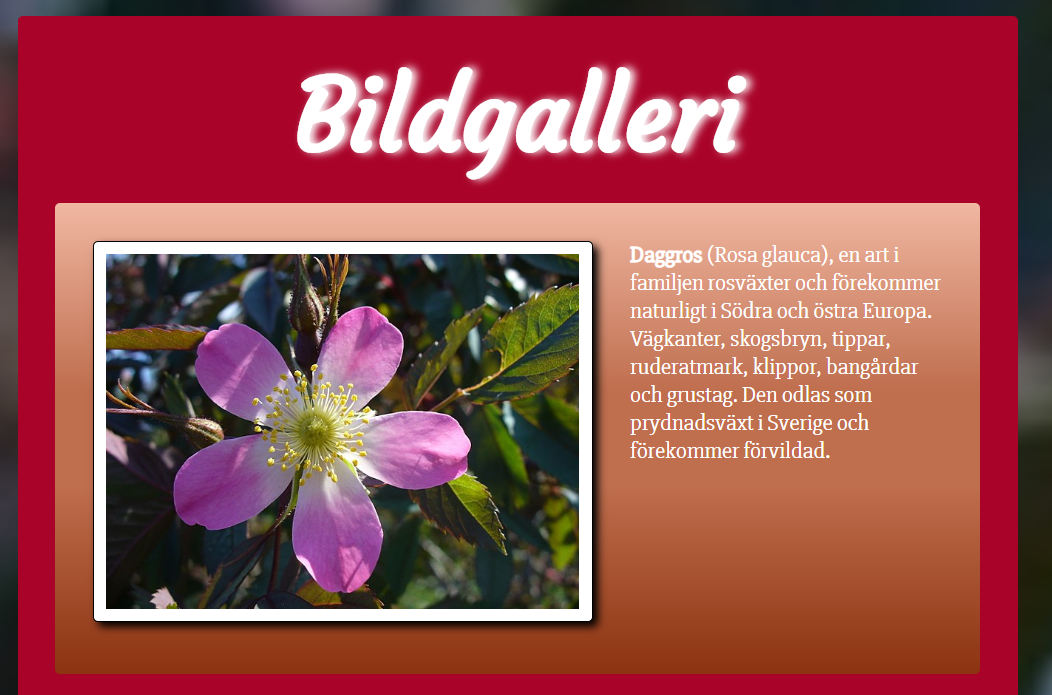 Bildgalleri
Daggros (Rosa glauca), en art i
familjen rosväxter och förekommer
naturligt i Södra och östra Europa.
Vägkanter, skogsbryn, tippar,
ruderatmark, klippor, bangårdar
och grustag. Den odlas som
prydnadsväxt i Sverige och
förekommer förvildad.